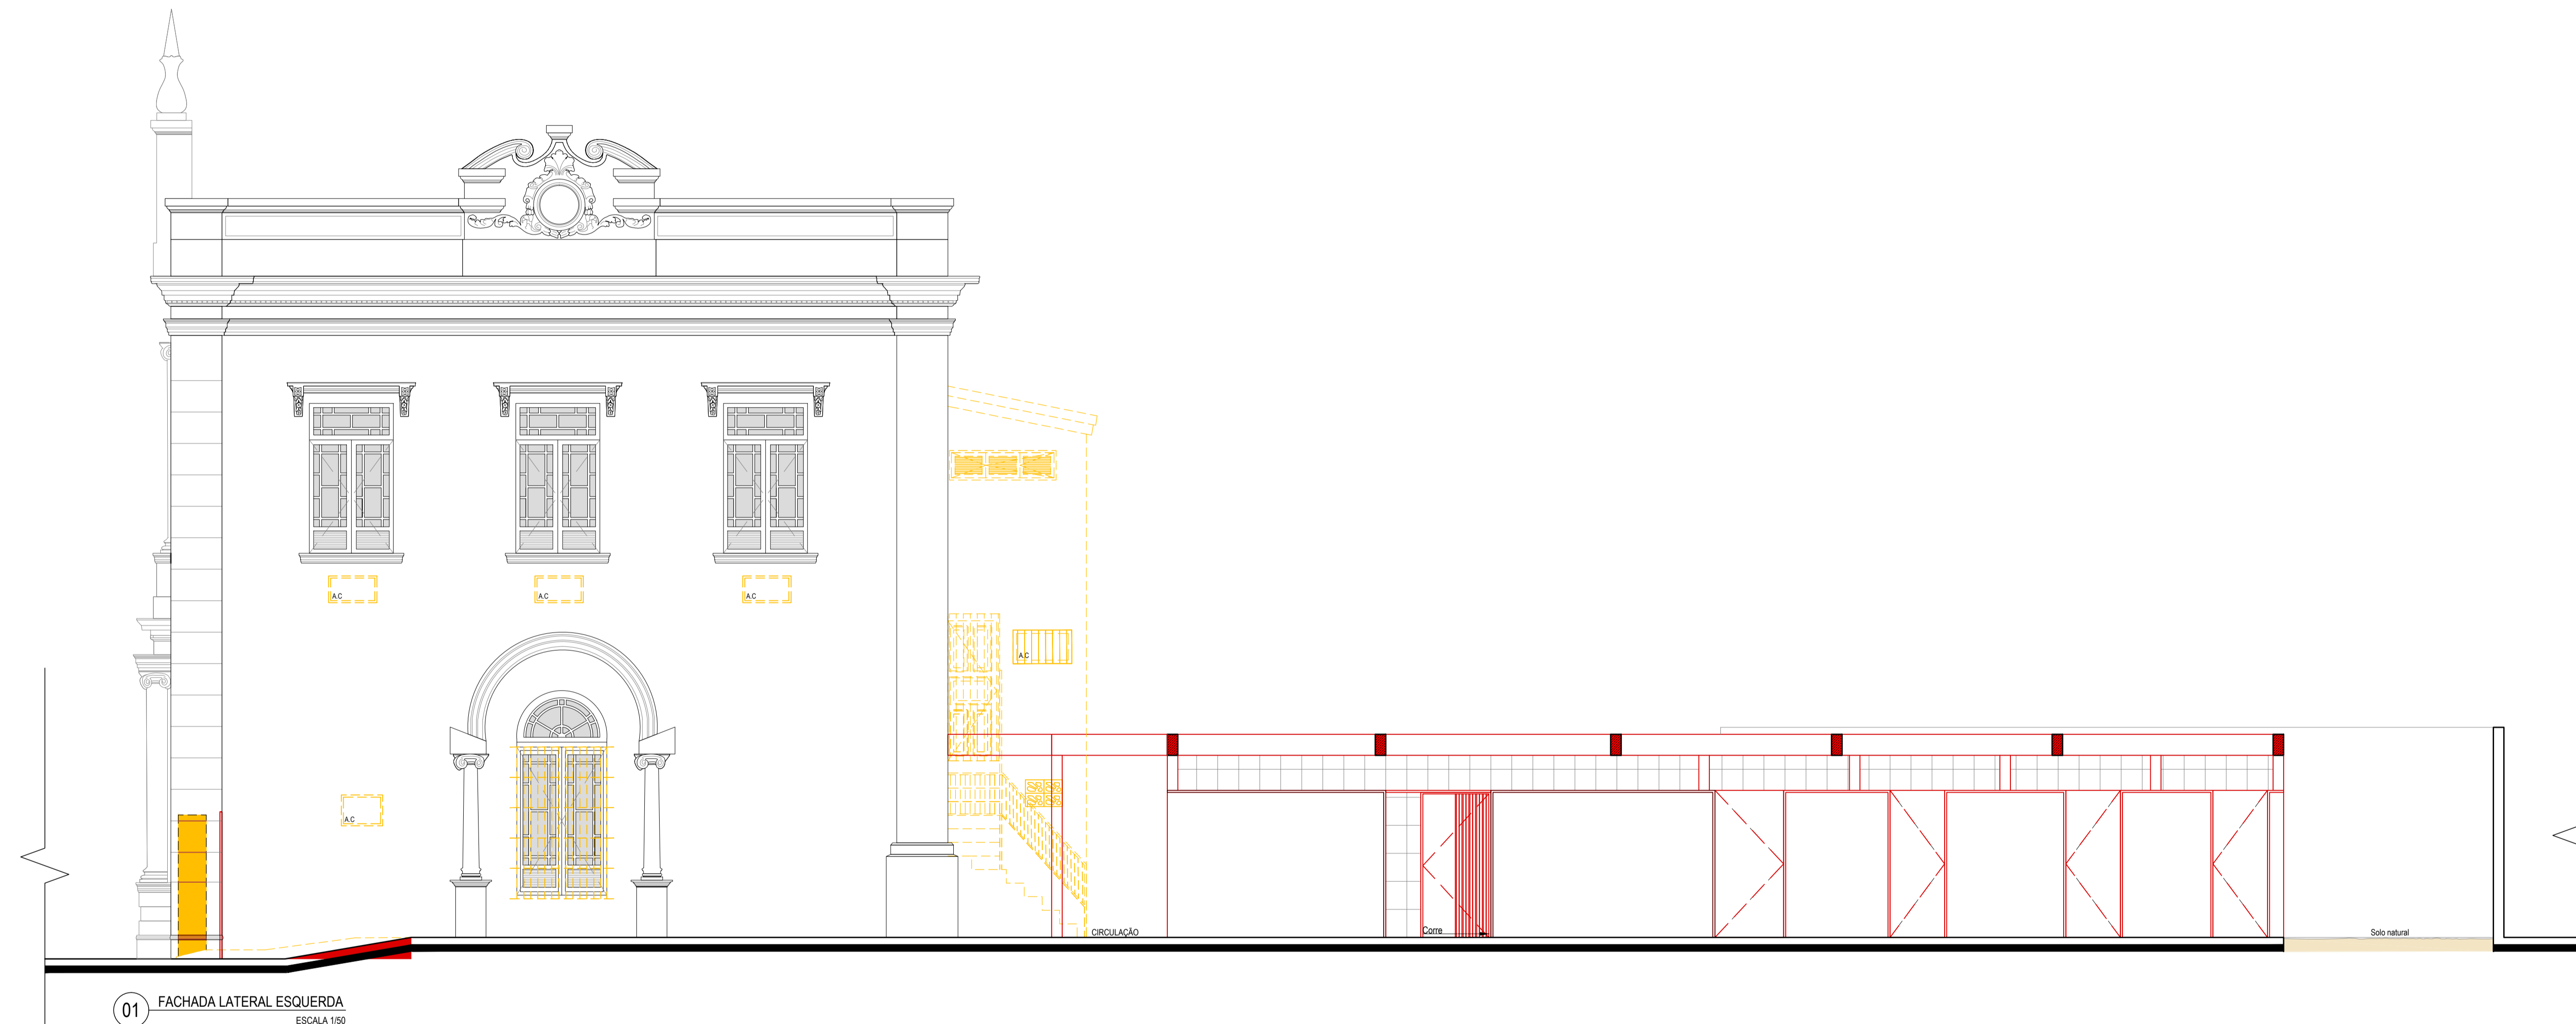 A.C
A.C
A.C
A.C
A.C
CIRCULAÇÃO
Corre
Solo natural
01
FACHADA LATERAL ESQUERDA
ESCALA 1/50